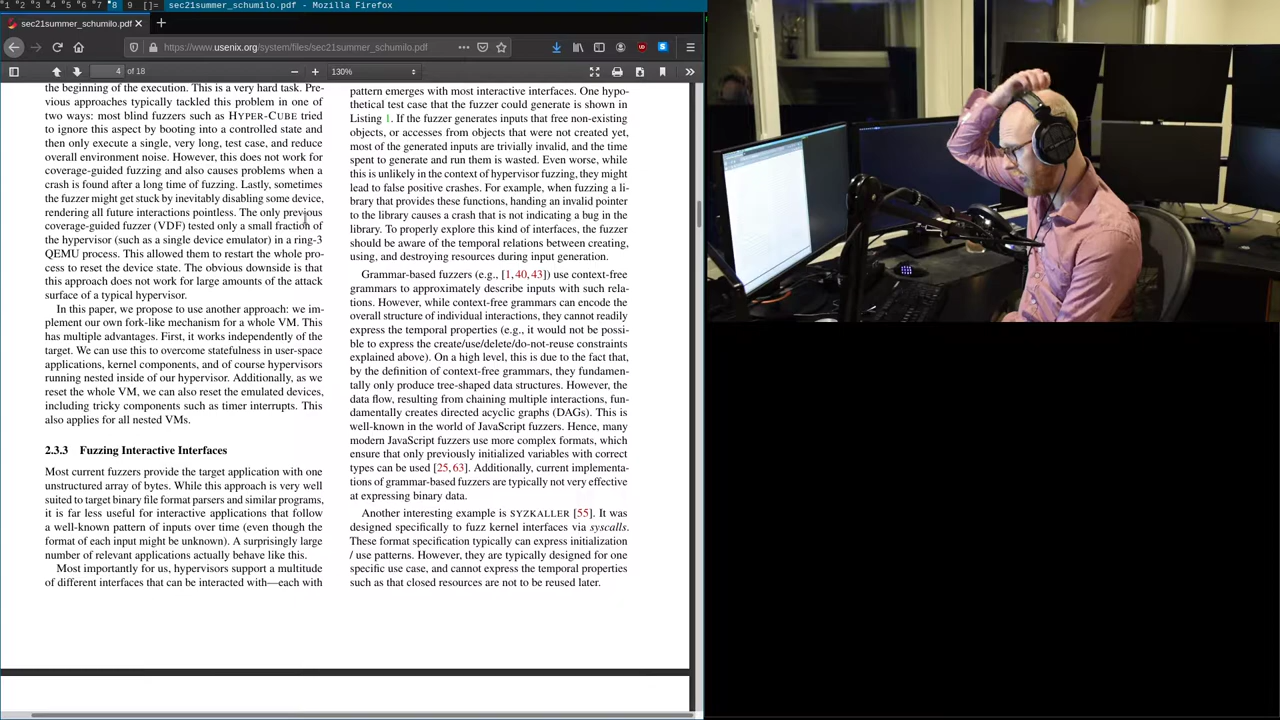 1 2 3 4 5 6 7 8 9 []= sec21summer_schumilo.pdf - Mozilla Firefox
sec21summer_schumilo.pdf
https://www.usenix.org/system/files/sec21summer_schumilo.pdf
4 of 18
130%
the beginning of the execution. This is a very hard task. Pre-
vious approaches typically tackled this problem in one of
two ways: most blind fuzzers such as HYPER-CUBE tried
to ignore this aspect by booting into a controlled state and
then only execute a single, very long, test case, and reduce
overall environment noise. However, this does not work for
coverage-guided fuzzing and also causes problems when a
crash is found after a long time of fuzzing. Lastly, sometimes
the fuzzer might get stuck by inevitably disabling some device,
rendering all future interactions pointless. The only previous
coverage-guided fuzzer (VDF) tested only a small fraction of
the hypervisor (such as a single device emulator) in a ring-3
QEMU process. This allowed them to restart the whole pro-
cess to reset the device state. The obvious downside is that
this approach does not work for large amounts of the attack
surface of a typical hypervisor.
In this paper, we propose to use another approach: we im-
plement our own fork-like mechanism for a whole VM. This
has multiple advantages. First, it works independently of the
target. We can use this to overcome statefulness in user-space
applications, kernel components, and of course hypervisors
running nested inside of our hypervisor. Additionally, as we
reset the whole VM, we can also reset the emulated devices,
including tricky components such as timer interrupts. This
also applies for all nested VMs.
2.3.3 Fuzzing Interactive Interfaces
Most current fuzzers provide the target application with one
unstructured array of bytes. While this approach is very well
suited to target binary file format parsers and similar programs,
it is far less useful for interactive applications that follow
a well-known pattern of inputs over time (even though the
format of each input might be unknown). A surprisingly large
number of relevant applications actually behave like this.
Most importantly for us, hypervisors support a multitude
of different interfaces that can be interacted with—each with
pattern emerges with most interactive interfaces. One hypo-
thetical test case that the fuzzer could generate is shown in
Listing 1. If the fuzzer generates inputs that free non-existing
objects, or accesses from objects that were not created yet,
most of the generated inputs are trivially invalid, and the time
spent to generate and run them is wasted. Even worse, while
this is unlikely in the context of hypervisor fuzzing, they might
lead to false positive crashes. For example, when fuzzing a li-
brary that provides these functions, handing an invalid pointer
to the library causes a crash that is not indicating a bug in the
library. To properly explore this kind of interfaces, the fuzzer
should be aware of the temporal relations between creating,
using, and destroying resources during input generation.
Grammar-based fuzzers (e.g., [1,40,43]) use context-free
grammars to approximately describe inputs with such rela-
tions. However, while context-free grammars can encode the
overall structure of individual interactions, they cannot readily
express the temporal properties (e.g., it would not be possi-
ble to express the create/use/delete/do-not-reuse constraints
explained above). On a high level, this is due to the fact that,
by the definition of context-free grammars, they fundamen-
tally only produce tree-shaped data structures. However, the
data flow, resulting from chaining multiple interactions, fun-
damentally creates directed acyclic graphs (DAGs). This is
well-known in the world of JavaScript fuzzers. Hence, many
modern JavaScript fuzzers use more complex formats, which
ensure that only previously initialized variables with correct
types can be used [25,63]. Additionally, current implementa-
tions of grammar-based fuzzers are typically not very effective
at expressing binary data.
Another interesting example is SYZKALLER [55]. It was
designed specifically to fuzz kernel interfaces via syscalls.
These format specification typically can express initialization
/ use patterns. However, they are typically designed for one
specific use case, and cannot express the temporal properties
such as that closed resources are not to be reused later.